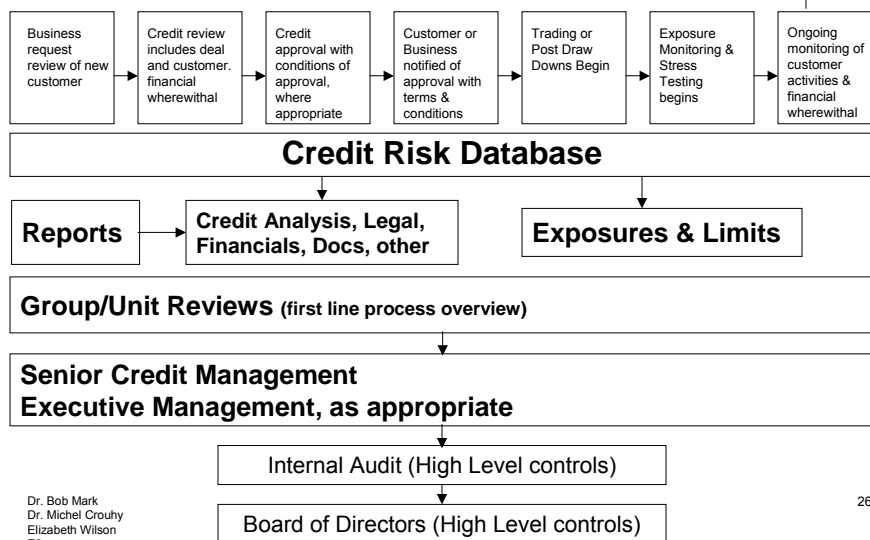 Business
request
review of new
customer
Credit review
includes deal
and customer.
financial
wherewithal
Credit
approval with
conditions of
approval,
where
appropriate
Customer or
Business
notified of
approval with
terms &
conditions
Trading or
Post Draw
Downs Begin
Exposure
Monitoring &
Stress
Testing
begins
Ongoing
monitoring of
customer
activities &
financial
wherewithal
Credit Risk Database
Reports
Credit Analysis, Legal,
Financials, Docs, other
Exposures & Limits
Group/Unit Reviews (first line process overview)
Senior Credit Management
Executive Management, as appropriate
Internal Audit (High Level controls)
Board of Directors (High Level controls)
Dr. Bob Mark
Dr. Michel Crouhy
Elizabeth Wilson
26